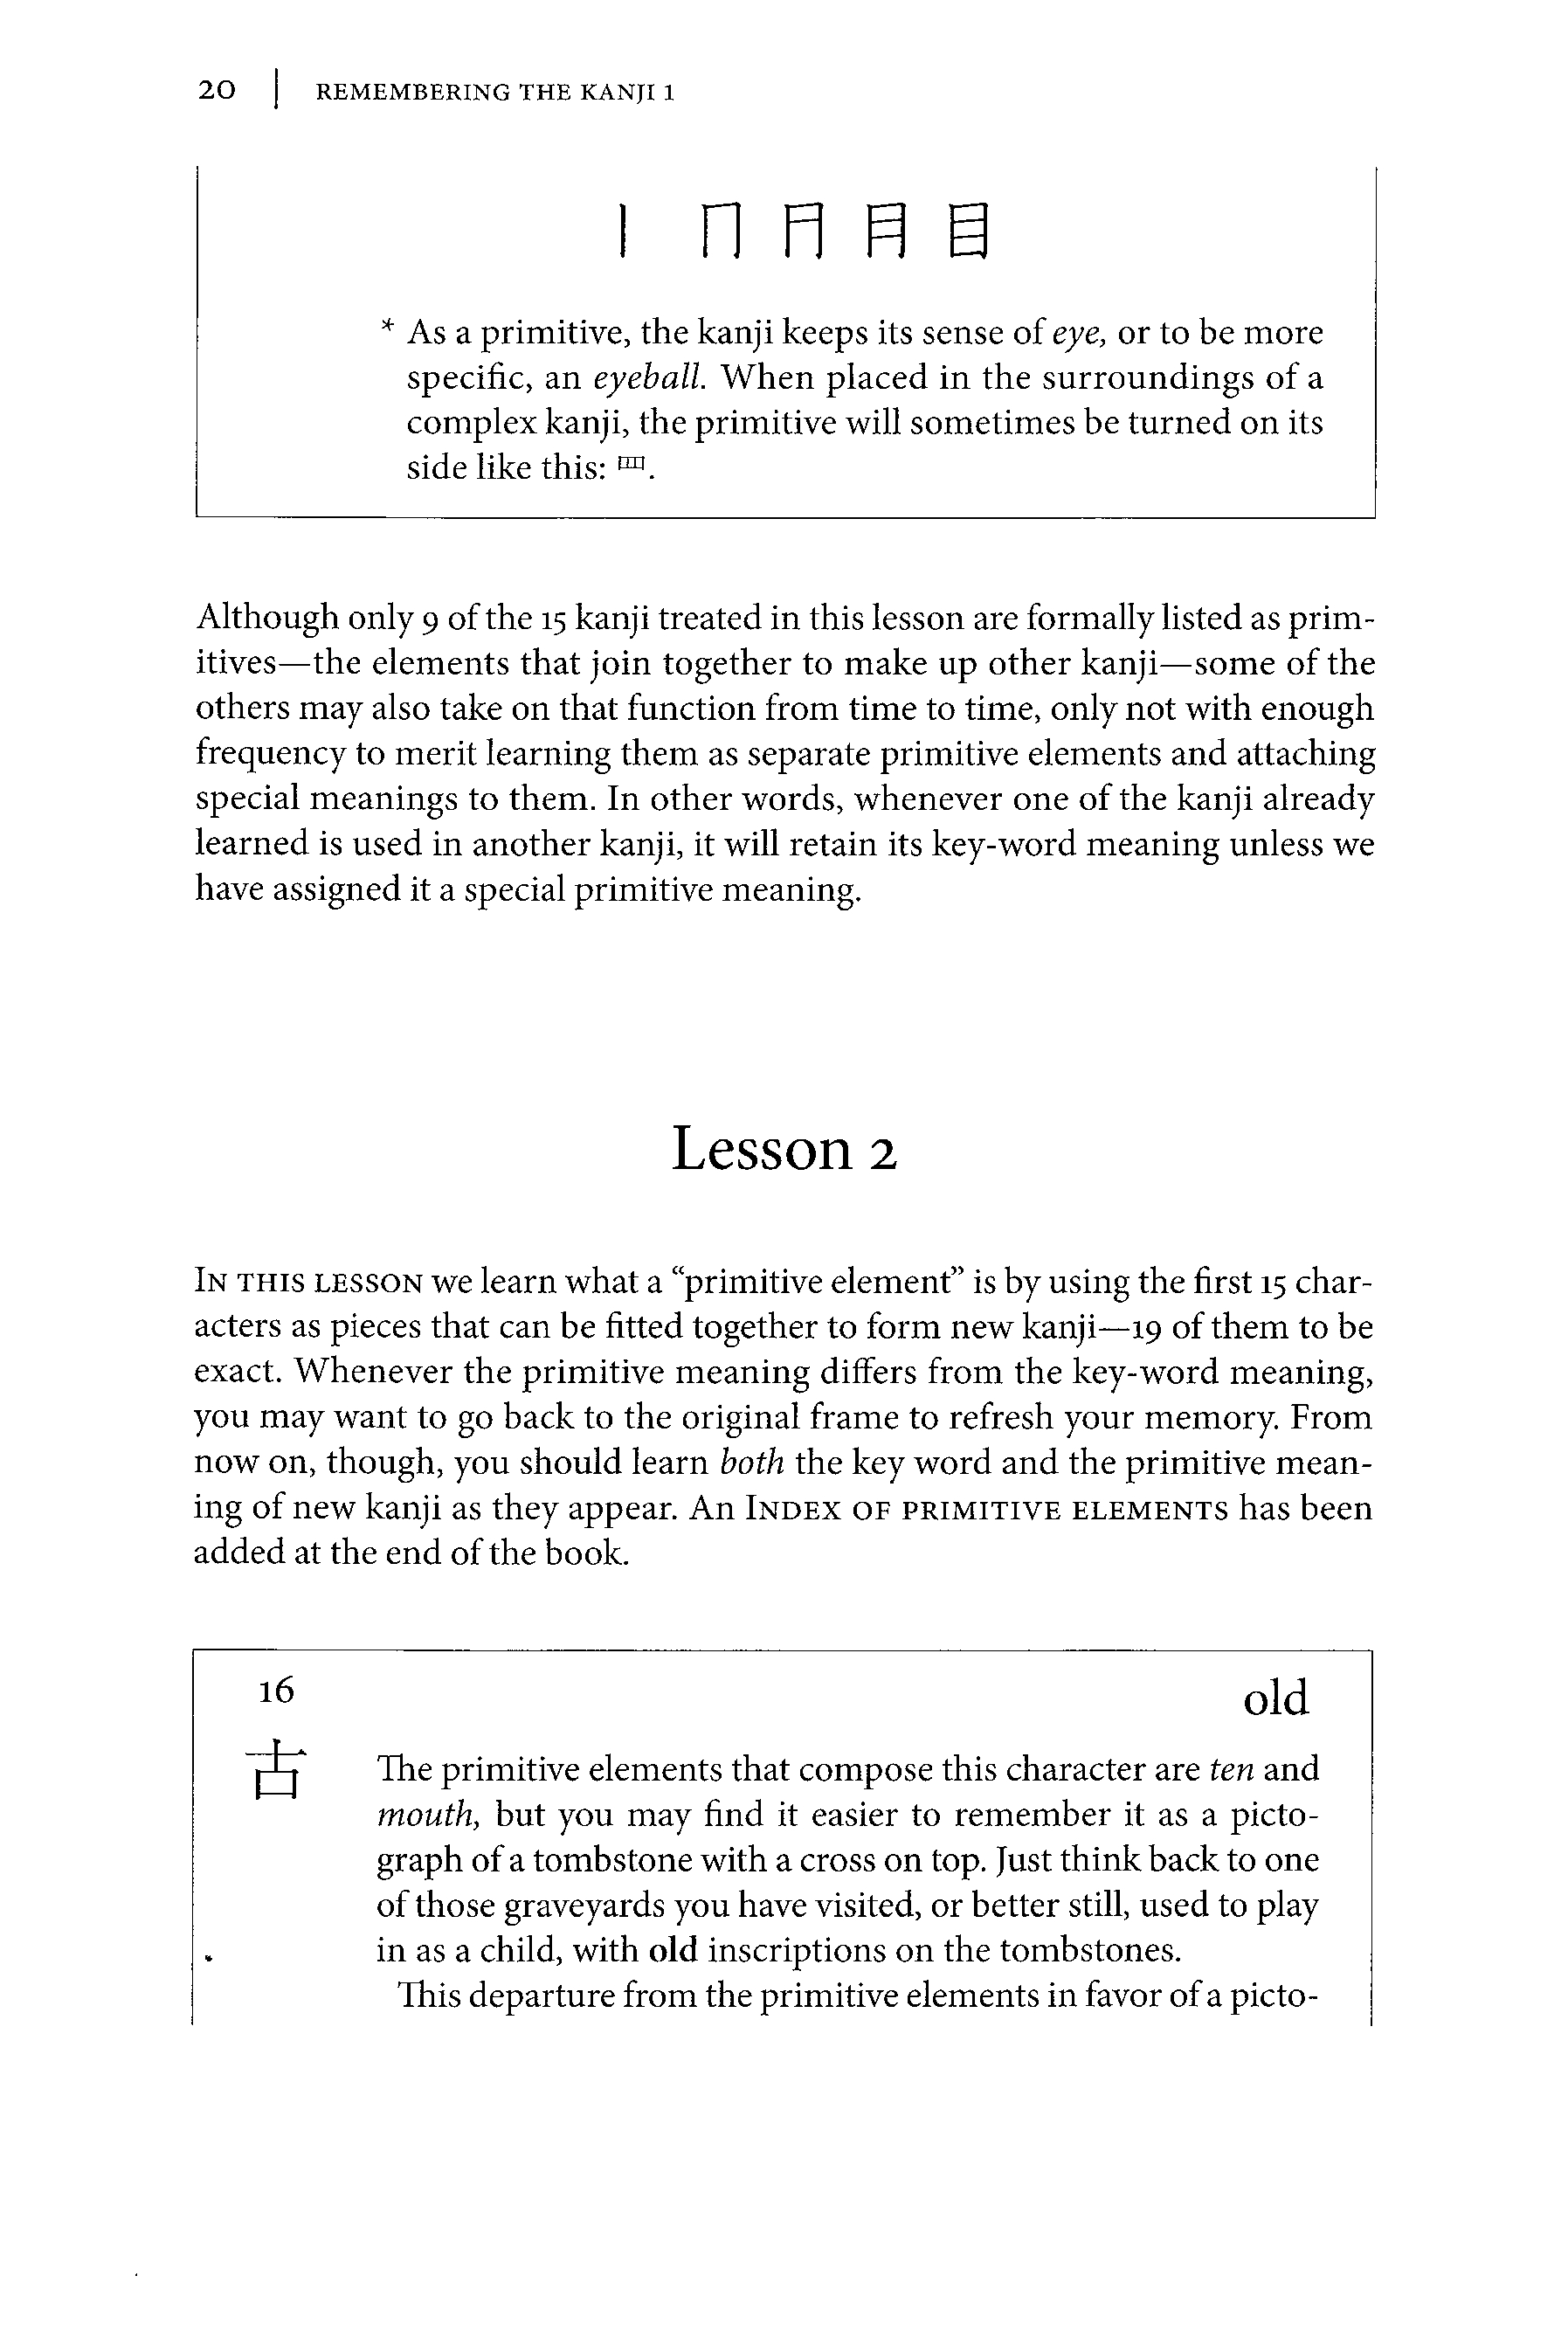 20 | REMEMBERING THE KANJI 1
丨 冂 月 目
* As a primitive, the kanji keeps its sense of eye, or to be more
specific, an eyeball. When placed in the surroundings of a
complex kanji, the primitive will sometimes be turned on its
side like this: 罒.
Although only 9 of the 15 kanji treated in this lesson are formally listed as prim-
itives—the elements that join together to make up other kanji—some of the
others may also take on that function from time to time, only not with enough
frequency to merit learning them as separate primitive elements and attaching
special meanings to them. In other words, whenever one of the kanji already
learned is used in another kanji, it will retain its key-word meaning unless we
have assigned it a special primitive meaning.
Lesson 2
IN THIS LESSON we learn what a “primitive element” is by using the first 15 char-
acters as pieces that can be fitted together to form new kanji—19 of them to be
exact. Whenever the primitive meaning differs from the key-word meaning,
you may want to go back to the original frame to refresh your memory. From
now on, though, you should learn both the key word and the primitive mean-
ing of new kanji as they appear. An INDEX OF PRIMITIVE ELEMENTS has been
added at the end of the book.
16 old
古 The primitive elements that compose this character are ten and
mouth, but you may find it easier to remember it as a picto-
graph of a tombstone with a cross on top. Just think back to one
of those graveyards you have visited, or better still, used to play
in as a child, with old inscriptions on the tombstones.
This departure from the primitive elements in favor of a picto-